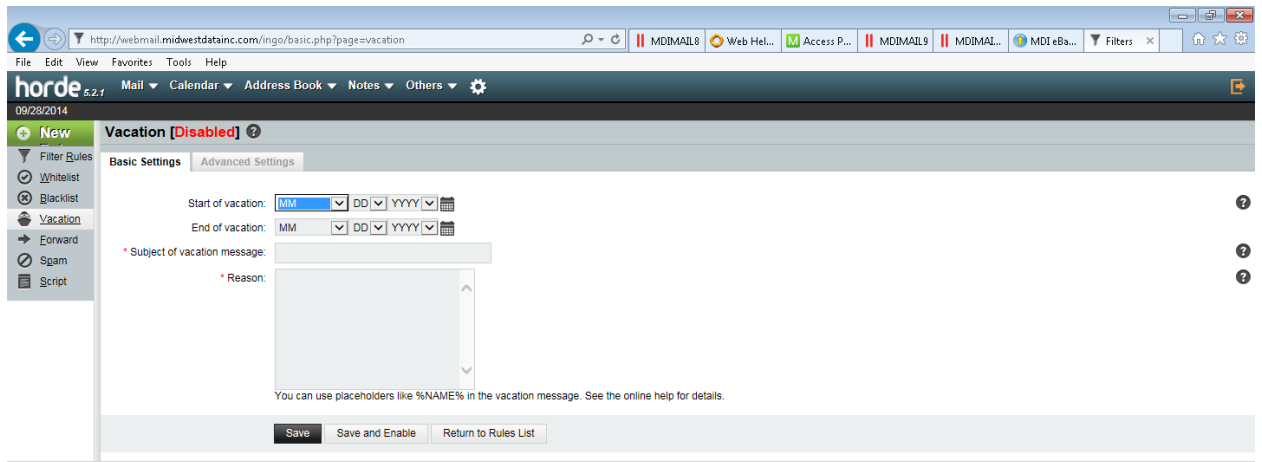 http://webmail.midwestdatainc.com/ingo/basic.php?page=vacation MDIMAIL8 Web Hel... Access P... MDIMAIL9 MDIMAI... MDI eBa... Filters
File Edit View Favorites Tools Help
horde 5.2.1 Mail Calendar Address Book Notes Others
09/28/2014
New
Vacation [Disabled]
Filter Rules
Basic Settings Advanced Settings
Whitelist
Blacklist
Start of vacation: MM DD YYYY
Vacation
End of vacation: MM DD YYYY
Forward
* Subject of vacation message:
Spam
* Reason:
Script
You can use placeholders like %NAME% in the vacation message. See the online help for details.
Save Save and Enable Return to Rules List